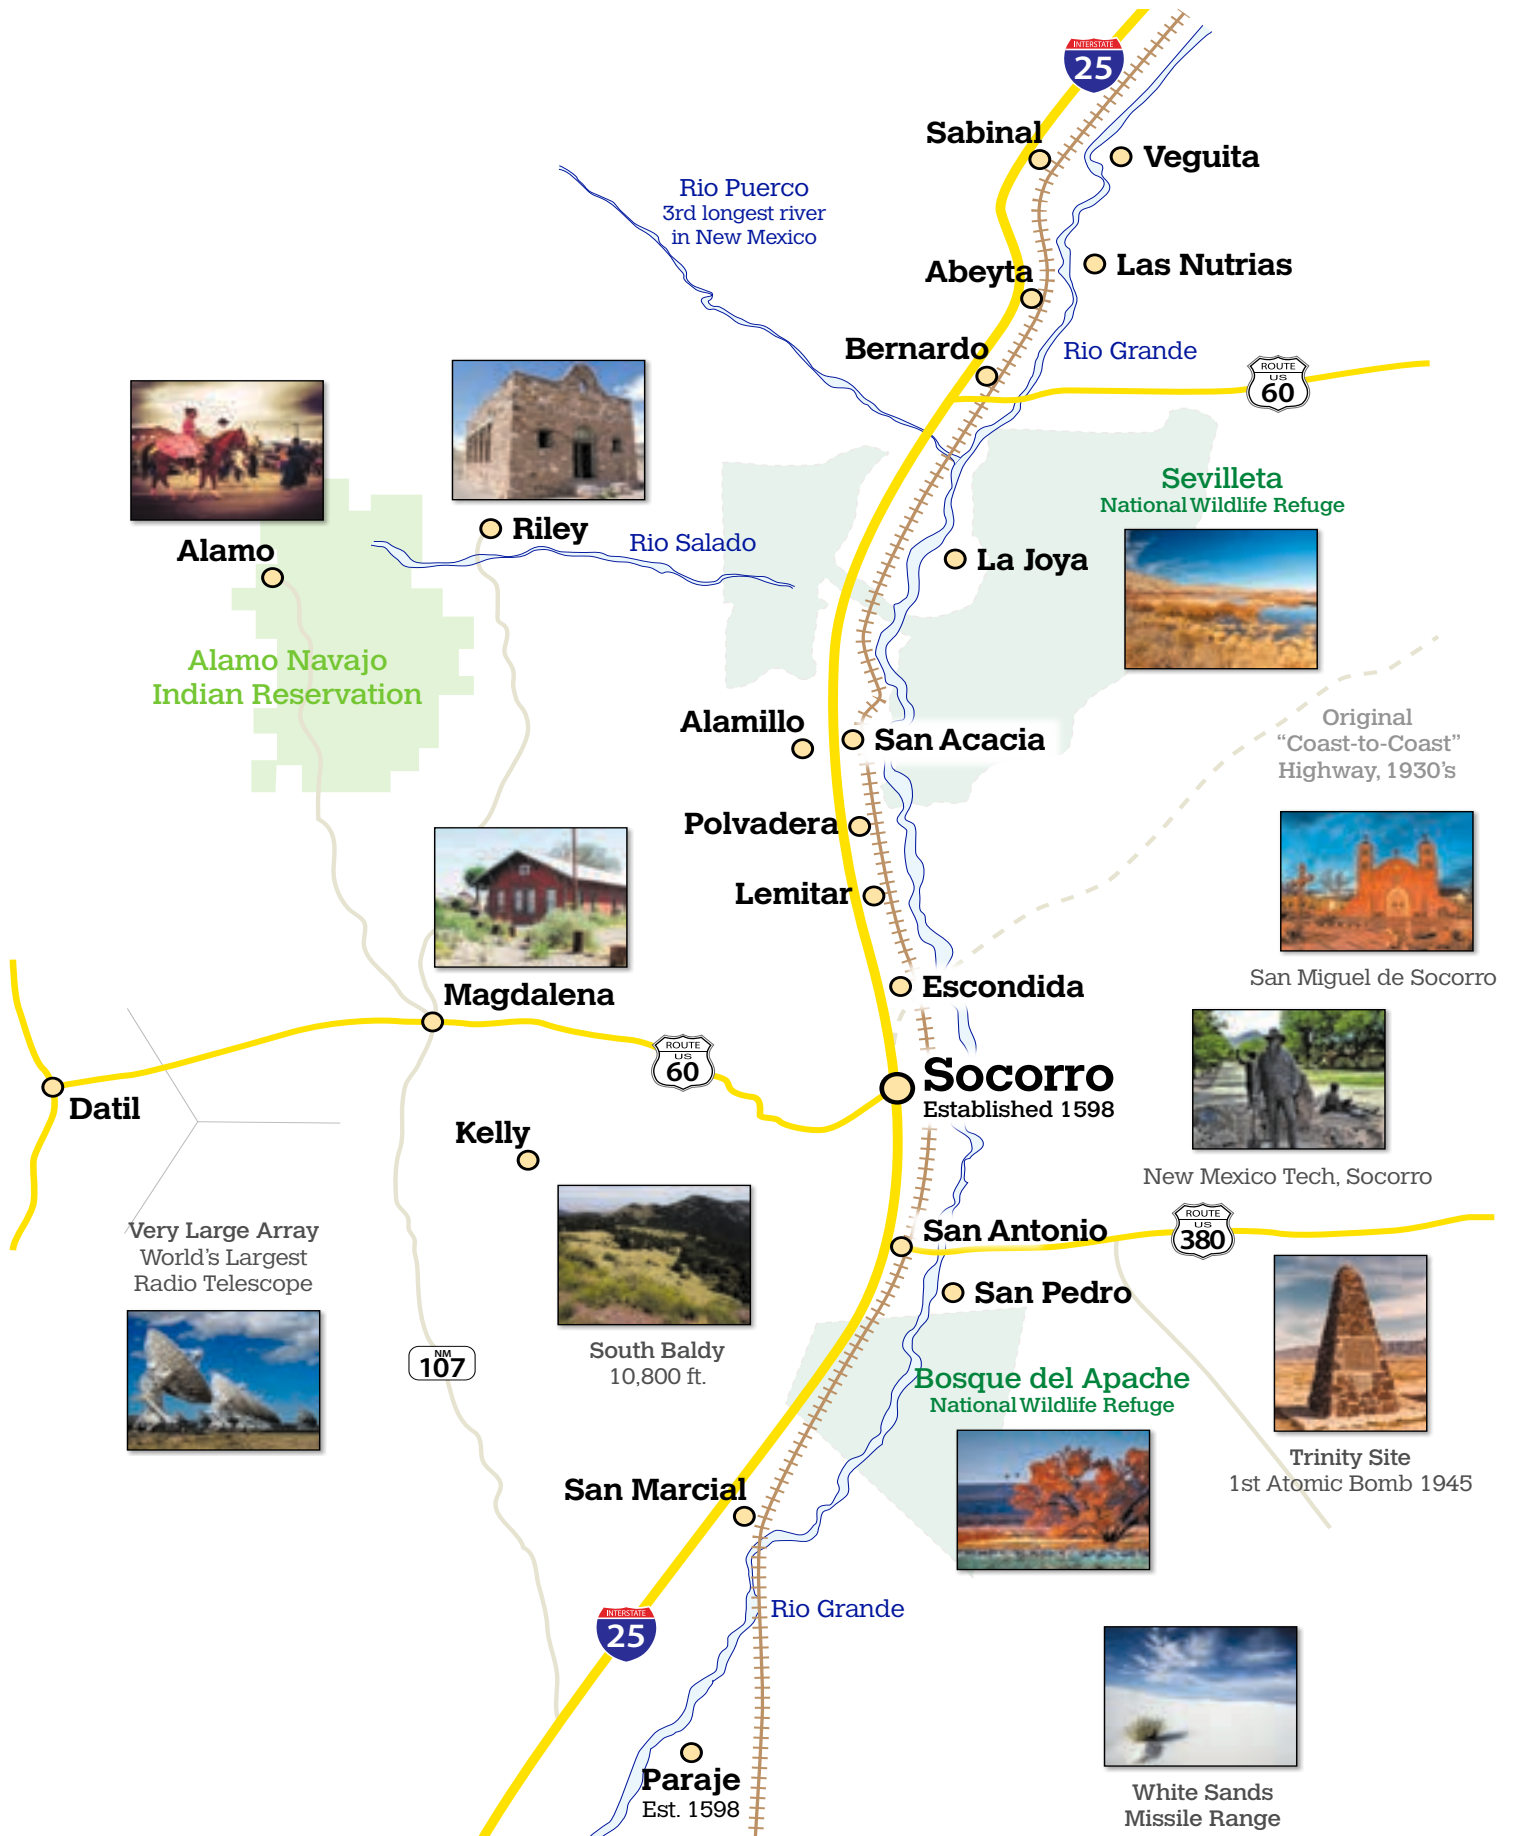 INTERSTATE
25
Sabinal
Veguita
Rio Puerco
3rd longest river
in New Mexico
Abeyta
Las Nutrias
Bernardo
Rio Grande
ROUTE
US
60
Sevilleta
National Wildlife Refuge
Riley
Rio Salado
Alamo
La Joya
Alamo Navajo
Indian Reservation
Alamillo
San Acacia
Original
“Coast-to-Coast”
Highway, 1930’s
Polvadera
Lemitar
San Miguel de Socorro
Escondida
Magdalena
ROUTE
US
60
Socorro
Established 1598
Datil
Kelly
New Mexico Tech, Socorro
Very Large Array
World’s Largest
Radio Telescope
San Antonio
ROUTE
US
380
San Pedro
South Baldy
10,800 ft.
NM
107
Bosque del Apache
National Wildlife Refuge
Trinity Site
1st Atomic Bomb 1945
San Marcial
INTERSTATE
25
Rio Grande
Paraje
Est. 1598
White Sands
Missile Range